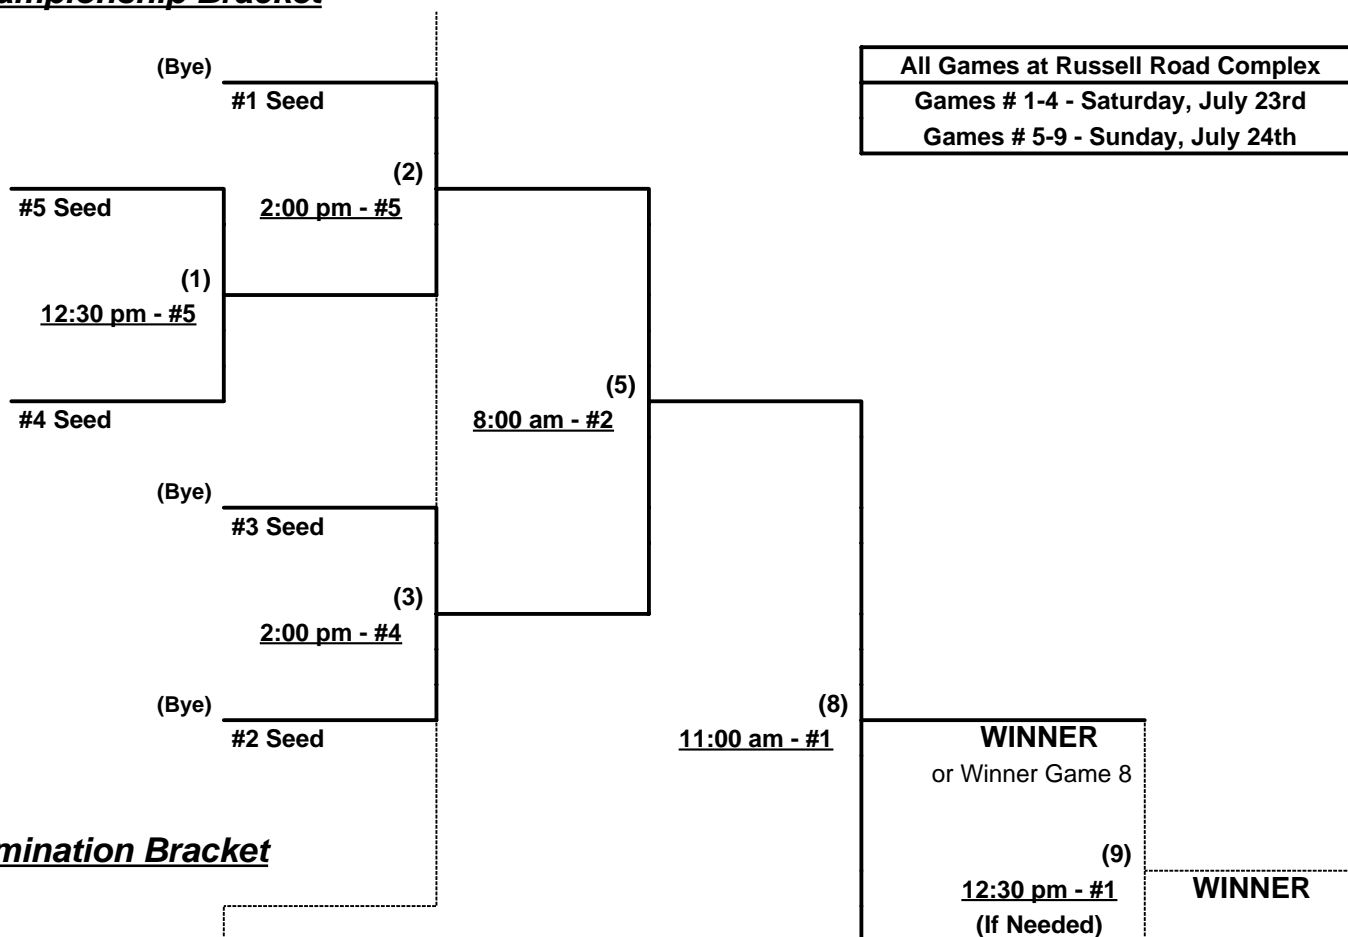 (Bye)
#1 Seed
All Games at Russell Road Complex
Games # 1-4 - Saturday, July 23rd
Games # 5-9 - Sunday, July 24th
(2)
2:00 pm - #5
#5 Seed
(1)
12:30 pm - #5
#4 Seed
(5)
8:00 am - #2
(Bye)
#3 Seed
(3)
2:00 pm - #4
(Bye)
#2 Seed
(8)
11:00 am - #1
WINNER
or Winner Game 8
Bracket
(9)
12:30 pm - #1
(If Needed)
WINNER